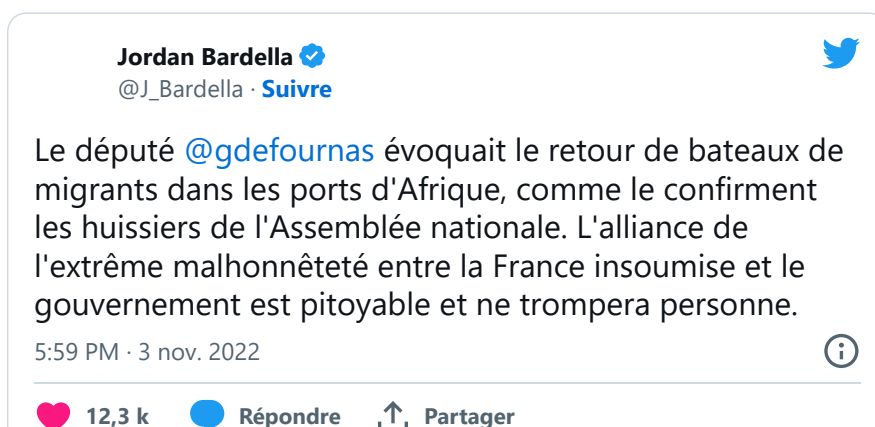 Jordan Bardella
@J_Bardella · Suivre
Le député @gdefournas évoquait le retour de bateaux de
migrants dans les ports d'Afrique, comme le confirment
les huissiers de l'Assemblée nationale. L'alliance de
l'extrême malhonnêteté entre la France insoumise et le
gouvernement est pitoyable et ne trompera personne.
5:59 PM · 3 nov. 2022
12,3 k Répondre Partager